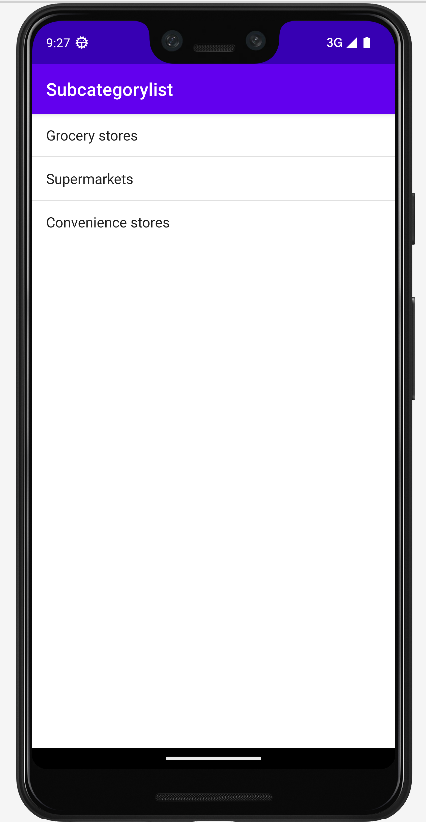 9:27
3G
Subcategorylist
Grocery stores
Supermarkets
Convenience stores